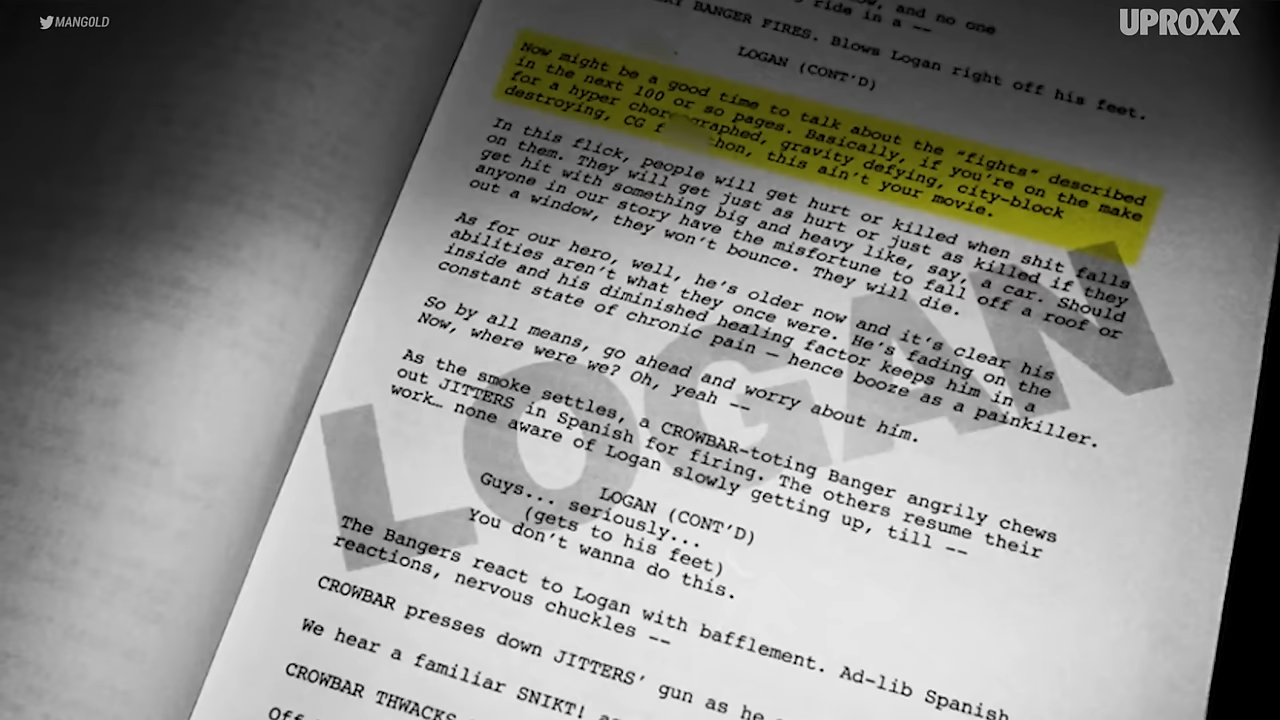 MANGOLD
UPROXX
and no one
ride in a --
BANGER FIRES. Blows Logan right off his feet.
LOGAN (CONT'D)
Now might be a good time to talk about the "fights" described
in the next 100 or so pages. Basically, if you're on the make
for a hyper choreographed, gravity defying, city-block
destroying, CG f thon, this ain't your movie.
In this flick, people will get hurt or killed when shit falls
on them. They will get just as hurt or just as killed if they
get hit with something big and heavy like, say, a car. Should
anyone in our story have the misfortune to fall off a roof or
out a window, they won't bounce. They will die.
As for our hero, well, he's older now and it's clear his
abilities aren't what they once were. He's fading on the
inside and his diminished healing factor keeps him in a
constant state of chronic pain — hence booze as a painkiller.
So by all means, go ahead and worry about him.
Now, where were we? Oh, yeah --
As the smoke settles, a CROWBAR-toting Banger angrily chews
out JITTERS in Spanish for firing. The others resume their
work… none aware of Logan slowly getting up, till --
LOGAN (CONT'D)
Guys... seriously...
(gets to his feet)
You don't wanna do this.
The Bangers react to Logan with bafflement. Ad-lib Spanish
reactions, nervous chuckles --
CROWBAR presses down JITTERS' gun as he
We hear a familiar SNIKT!
CROWBAR THWACKS
Off
LOGAN